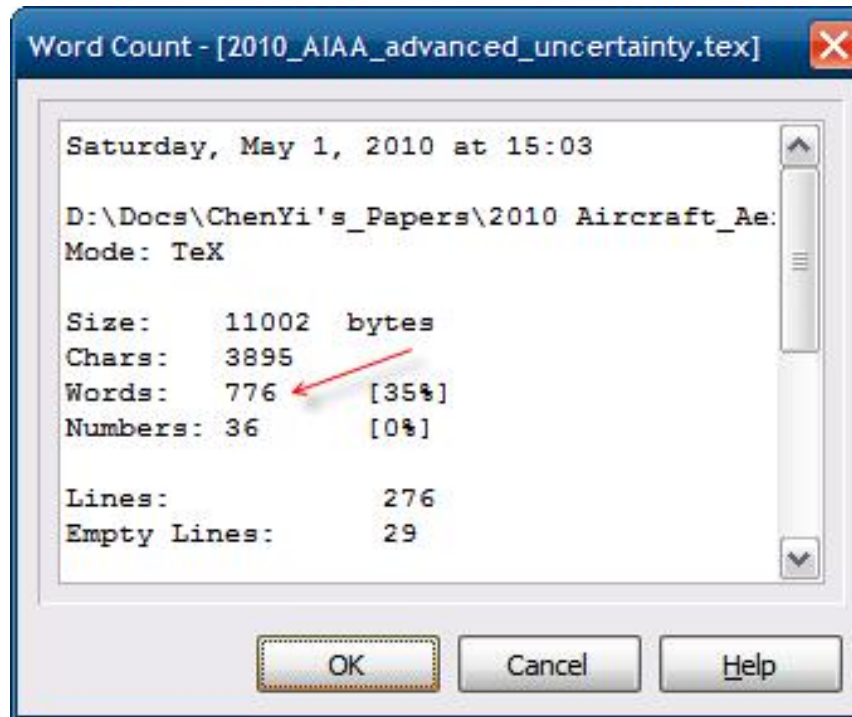 Word Count - [2010_AIAA_advanced_uncertainty.tex]
Saturday, May 1, 2010 at 15:03
D:\Docs\ChenYi's_Papers\2010 Aircraft_Ae
Mode: TeX
Size: 11002 bytes
Chars: 3895
Words: 776 [35%]
Numbers: 36 [0%]
Lines: 276
Empty Lines: 29
OK Cancel Help